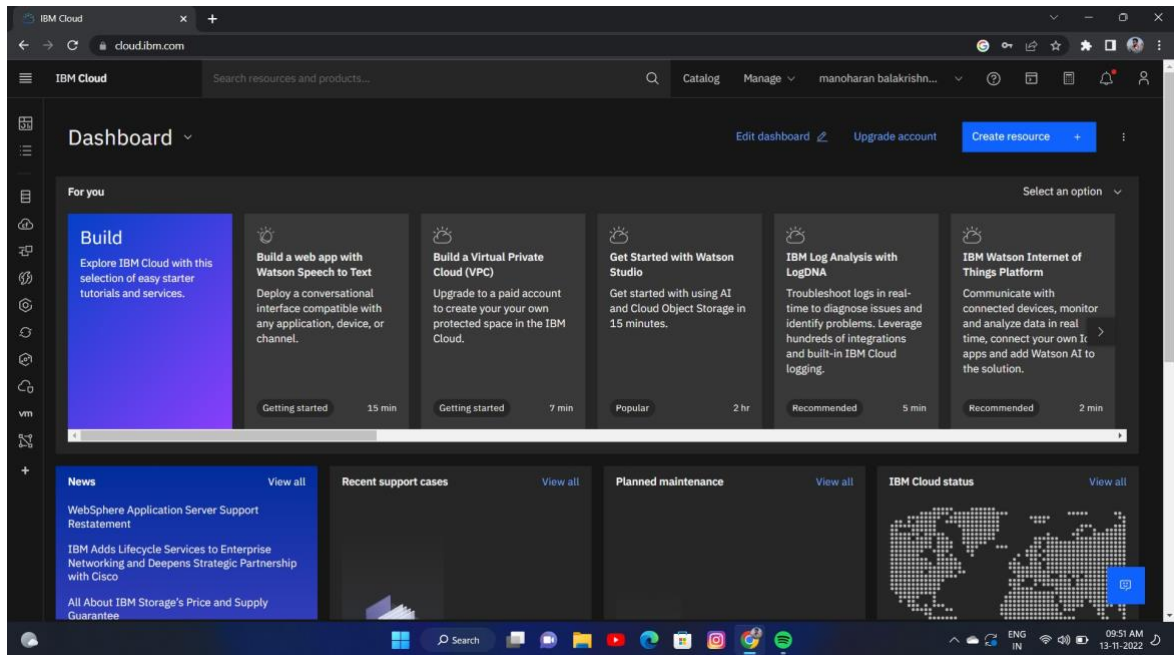 IBM Cloud
cloud.ibm.com
IBM Cloud
Search resources and products...
Catalog
Manage
manoharan balakrishn...
Dashboard
Edit dashboard
Upgrade account
Create resource +
For you
Select an option
Build
Explore IBM Cloud with this
selection of easy starter
tutorials and services.
Build a web app with
Watson Speech to Text
Deploy a conversational
interface compatible with
any application, device, or
channel.
Getting started
15 min
Build a Virtual Private
Cloud (VPC)
Upgrade to a paid account
to create your your own
protected space in the IBM
Cloud.
Getting started
7 min
Get Started with Watson
Studio
Get started with using AI
and Cloud Object Storage in
15 minutes.
Popular
2 hr
IBM Log Analysis with
LogDNA
Troubleshoot logs in real-
time to diagnose issues and
identify problems. Leverage
hundreds of integrations
and built-in IBM Cloud
logging.
Recommended
5 min
IBM Watson Internet of
Things Platform
Communicate with
connected devices, monitor
and analyze data in real
time, connect your own
apps and add Watson AI to
the solution.
Recommended
2 min
vm
News
View all
WebSphere Application Server Support
Restatement
IBM Adds Lifecycle Services to Enterprise
Networking and Deepens Strategic Partnership
with Cisco
All About IBM Storage's Price and Supply
Guarantee
Recent support cases
View all
Planned maintenance
View all
IBM Cloud status
View all
Search
ENG
IN
09:51 AM
13-11-2022